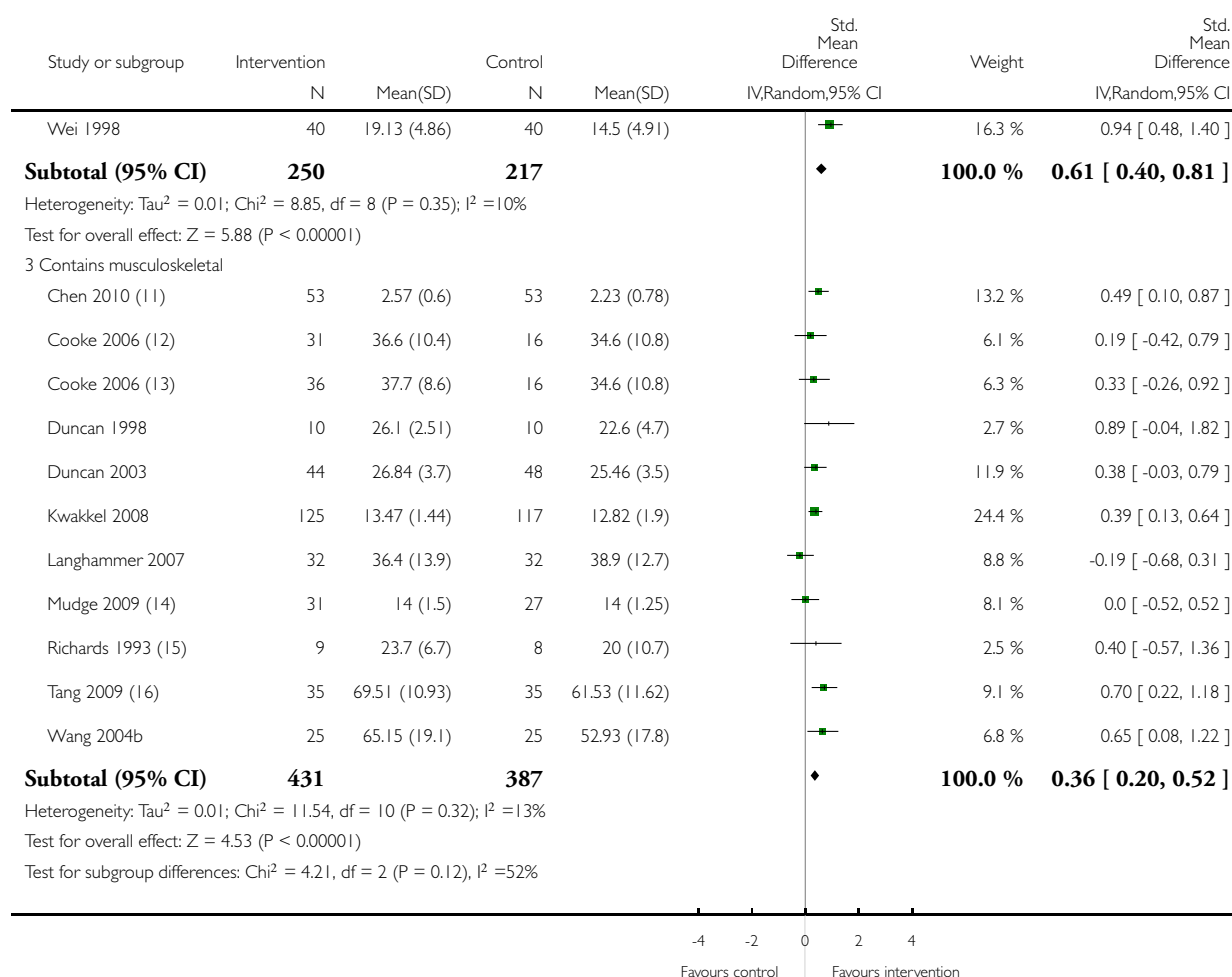 Study or subgroup Intervention Control Std. Mean Difference Weight Std. Mean Difference
N Mean(SD) N Mean(SD) IV,Random,95% CI IV,Random,95% CI
Wei 1998 40 19.13 (4.86) 40 14.5 (4.91) 16.3 % 0.94 [ 0.48, 1.40 ]
Subtotal (95% CI) 250 217 100.0 % 0.61 [ 0.40, 0.81 ]
Heterogeneity: Tau² = 0.01; Chi² = 8.85, df = 8 (P = 0.35); I² =10%
Test for overall effect: Z = 5.88 (P < 0.00001)
3 Contains musculoskeletal
Chen 2010 (11) 53 2.57 (0.6) 53 2.23 (0.78) 13.2 % 0.49 [ 0.10, 0.87 ]
Cooke 2006 (12) 31 36.6 (10.4) 16 34.6 (10.8) 6.1 % 0.19 [ -0.42, 0.79 ]
Cooke 2006 (13) 36 37.7 (8.6) 16 34.6 (10.8) 6.3 % 0.33 [ -0.26, 0.92 ]
Duncan 1998 10 26.1 (2.51) 10 22.6 (4.7) 2.7 % 0.89 [ -0.04, 1.82 ]
Duncan 2003 44 26.84 (3.7) 48 25.46 (3.5) 11.9 % 0.38 [ -0.03, 0.79 ]
Kwakkel 2008 125 13.47 (1.44) 117 12.82 (1.9) 24.4 % 0.39 [ 0.13, 0.64 ]
Langhammer 2007 32 36.4 (13.9) 32 38.9 (12.7) 8.8 % -0.19 [ -0.68, 0.31 ]
Mudge 2009 (14) 31 14 (1.5) 27 14 (1.25) 8.1 % 0.0 [ -0.52, 0.52 ]
Richards 1993 (15) 9 23.7 (6.7) 8 20 (10.7) 2.5 % 0.40 [ -0.57, 1.36 ]
Tang 2009 (16) 35 69.51 (10.93) 35 61.53 (11.62) 9.1 % 0.70 [ 0.22, 1.18 ]
Wang 2004b 25 65.15 (19.1) 25 52.93 (17.8) 6.8 % 0.65 [ 0.08, 1.22 ]
Subtotal (95% CI) 431 387 100.0 % 0.36 [ 0.20, 0.52 ]
Heterogeneity: Tau² = 0.01; Chi² = 11.54, df = 10 (P = 0.32); I² =13%
Test for overall effect: Z = 4.53 (P < 0.00001)
Test for subgroup differences: Chi² = 4.21, df = 2 (P = 0.12), I² =52%
-4 -2 0 2 4
Favours control Favours intervention